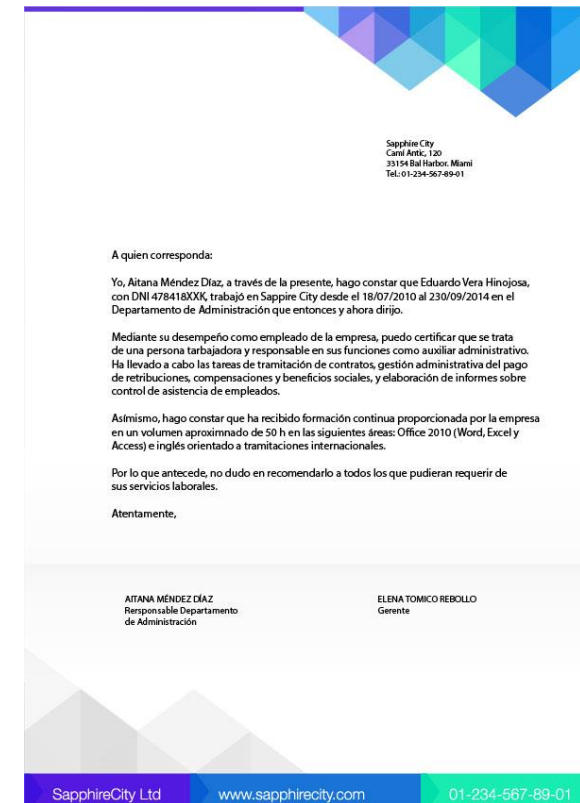 Sapphire City
Camí Antic, 120
33154 Bal Harbor. Miami
Tel.: 01-234-567-89-01
A quien corresponda:
Yo, Aitana Méndez Díaz, a través de la presente, hago constar que Eduardo Vera Hinojosa,
con DNI 478418XXK, trabajó en Sappire City desde el 18/07/2010 al 230/09/2014 en el
Departamento de Administración que entonces y ahora dirijo.
Mediante su desempeño como empleado de la empresa, puedo certificar que se trata
de una persona tarbajadora y responsable en sus funciones como auxiliar administrativo.
Ha llevado a cabo las tareas de tramitación de contratos, gestión administrativa del pago
de retribuciones, compensaciones y beneficios sociales, y elaboración de informes sobre
control de asistencia de empleados.
Asímismo, hago constar que ha recibido formación continua proporcionada por la empresa
en un volumen aproximnado de 50 h en las siguientes áreas: Office 2010 (Word, Excel y
Access) e inglés orientado a tramitaciones internacionales.
Por lo que antecede, no dudo en recomendarlo a todos los que pudieran requerir de
sus servicios laborales.
Atentamente,
AITANA MÉNDEZ DÍAZ
Rersponsable Departamento
de Administración
ELENA TOMICO REBOLLO
Gerente
SapphireCity Ltd
www.sapphirecity.com
01-234-567-89-01